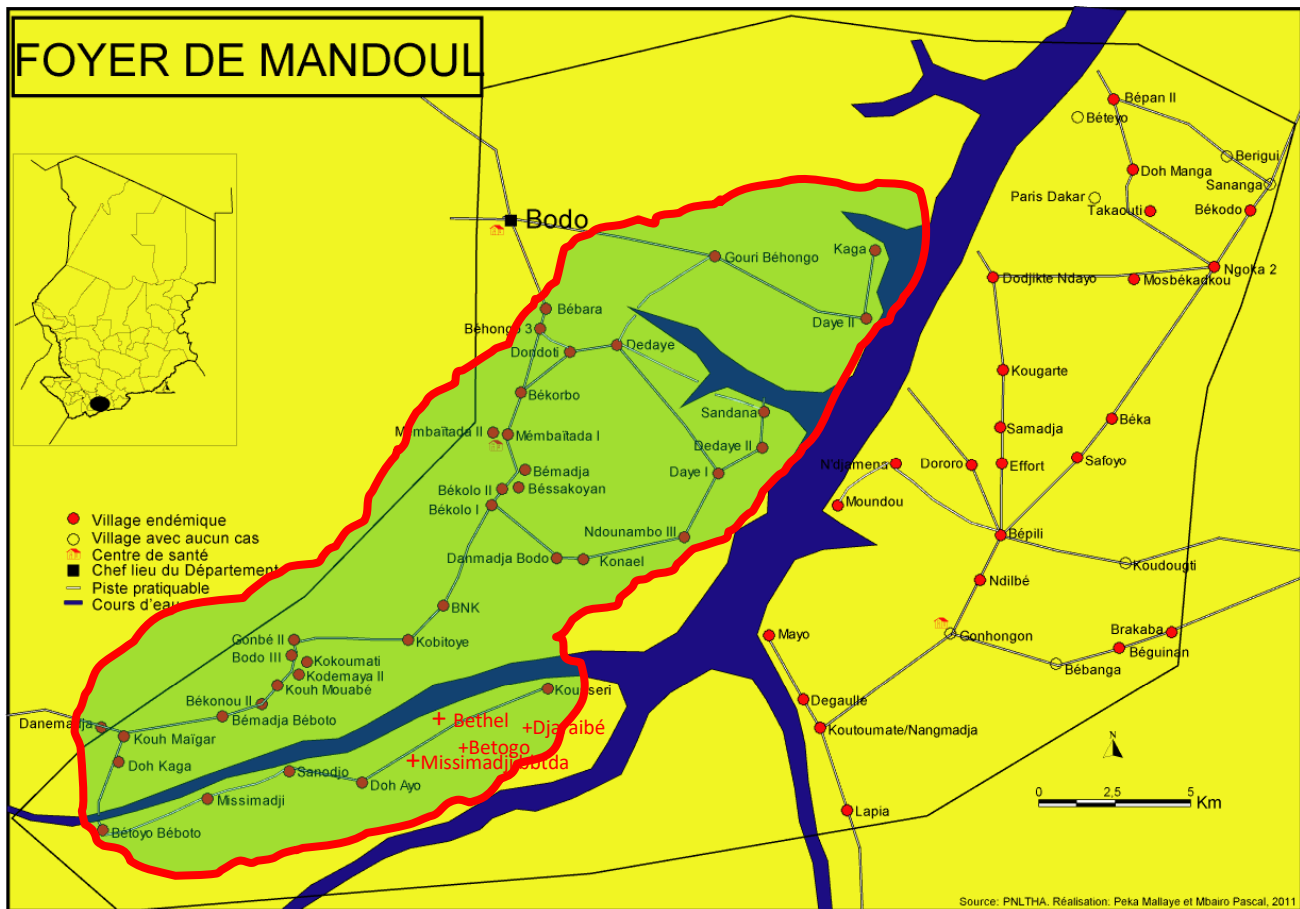 FOYER DE MANDOUL
Bépan II
Béteyo
Berigui
Doh Manga
Sananga
Paris Dakar
Takaouti
Békodo
Bodo
Kaga
Gouri Béhongo
Ngoka 2
Dodjikte Ndayo
Mosbékadkou
Bébara
Daye II
Béhongo 3
Dedaye
Dondoti
Kougarte
Békorbo
Sandana
Béka
Mémbaïtada II
Mémbaïtada I
Samadja
Dedaye II
Bémadja
Daye I
N'djamena
Dororo
Effort
Safoyo
Békolo II
Béssakoyan
Békolo I
Moundou
Village endémique
Village avec aucun cas
Centre de santé
Chef lieu du Département
Piste pratiquable
Cours d'eau
Ndounambo III
Bépili
Danmadja Bodo
Konael
Koudougti
Ndilbé
BNK
Gonbé II
Kobitoye
Mayo
Gonhongon
Brakaba
Béguinan
Bodo III
Kokoumati
Kodemaya II
Bébanga
Kouh Mouabé
Kousseri
Békonou II
Degaulle
Bémadja Béboto
Bethel
Djaraibé
Danemadja
Koutoumate/Nangmadja
Kouh Maïgar
Betogo
N
Doh Kaga
Sanodjo
Doh Ayo
Missimadji
0 2,5 5
Km
Lapia
Bétoyo Béboto
Source: PNLTHA. Réalisation: Peka Mallaye et Mbairo Pascal, 2011